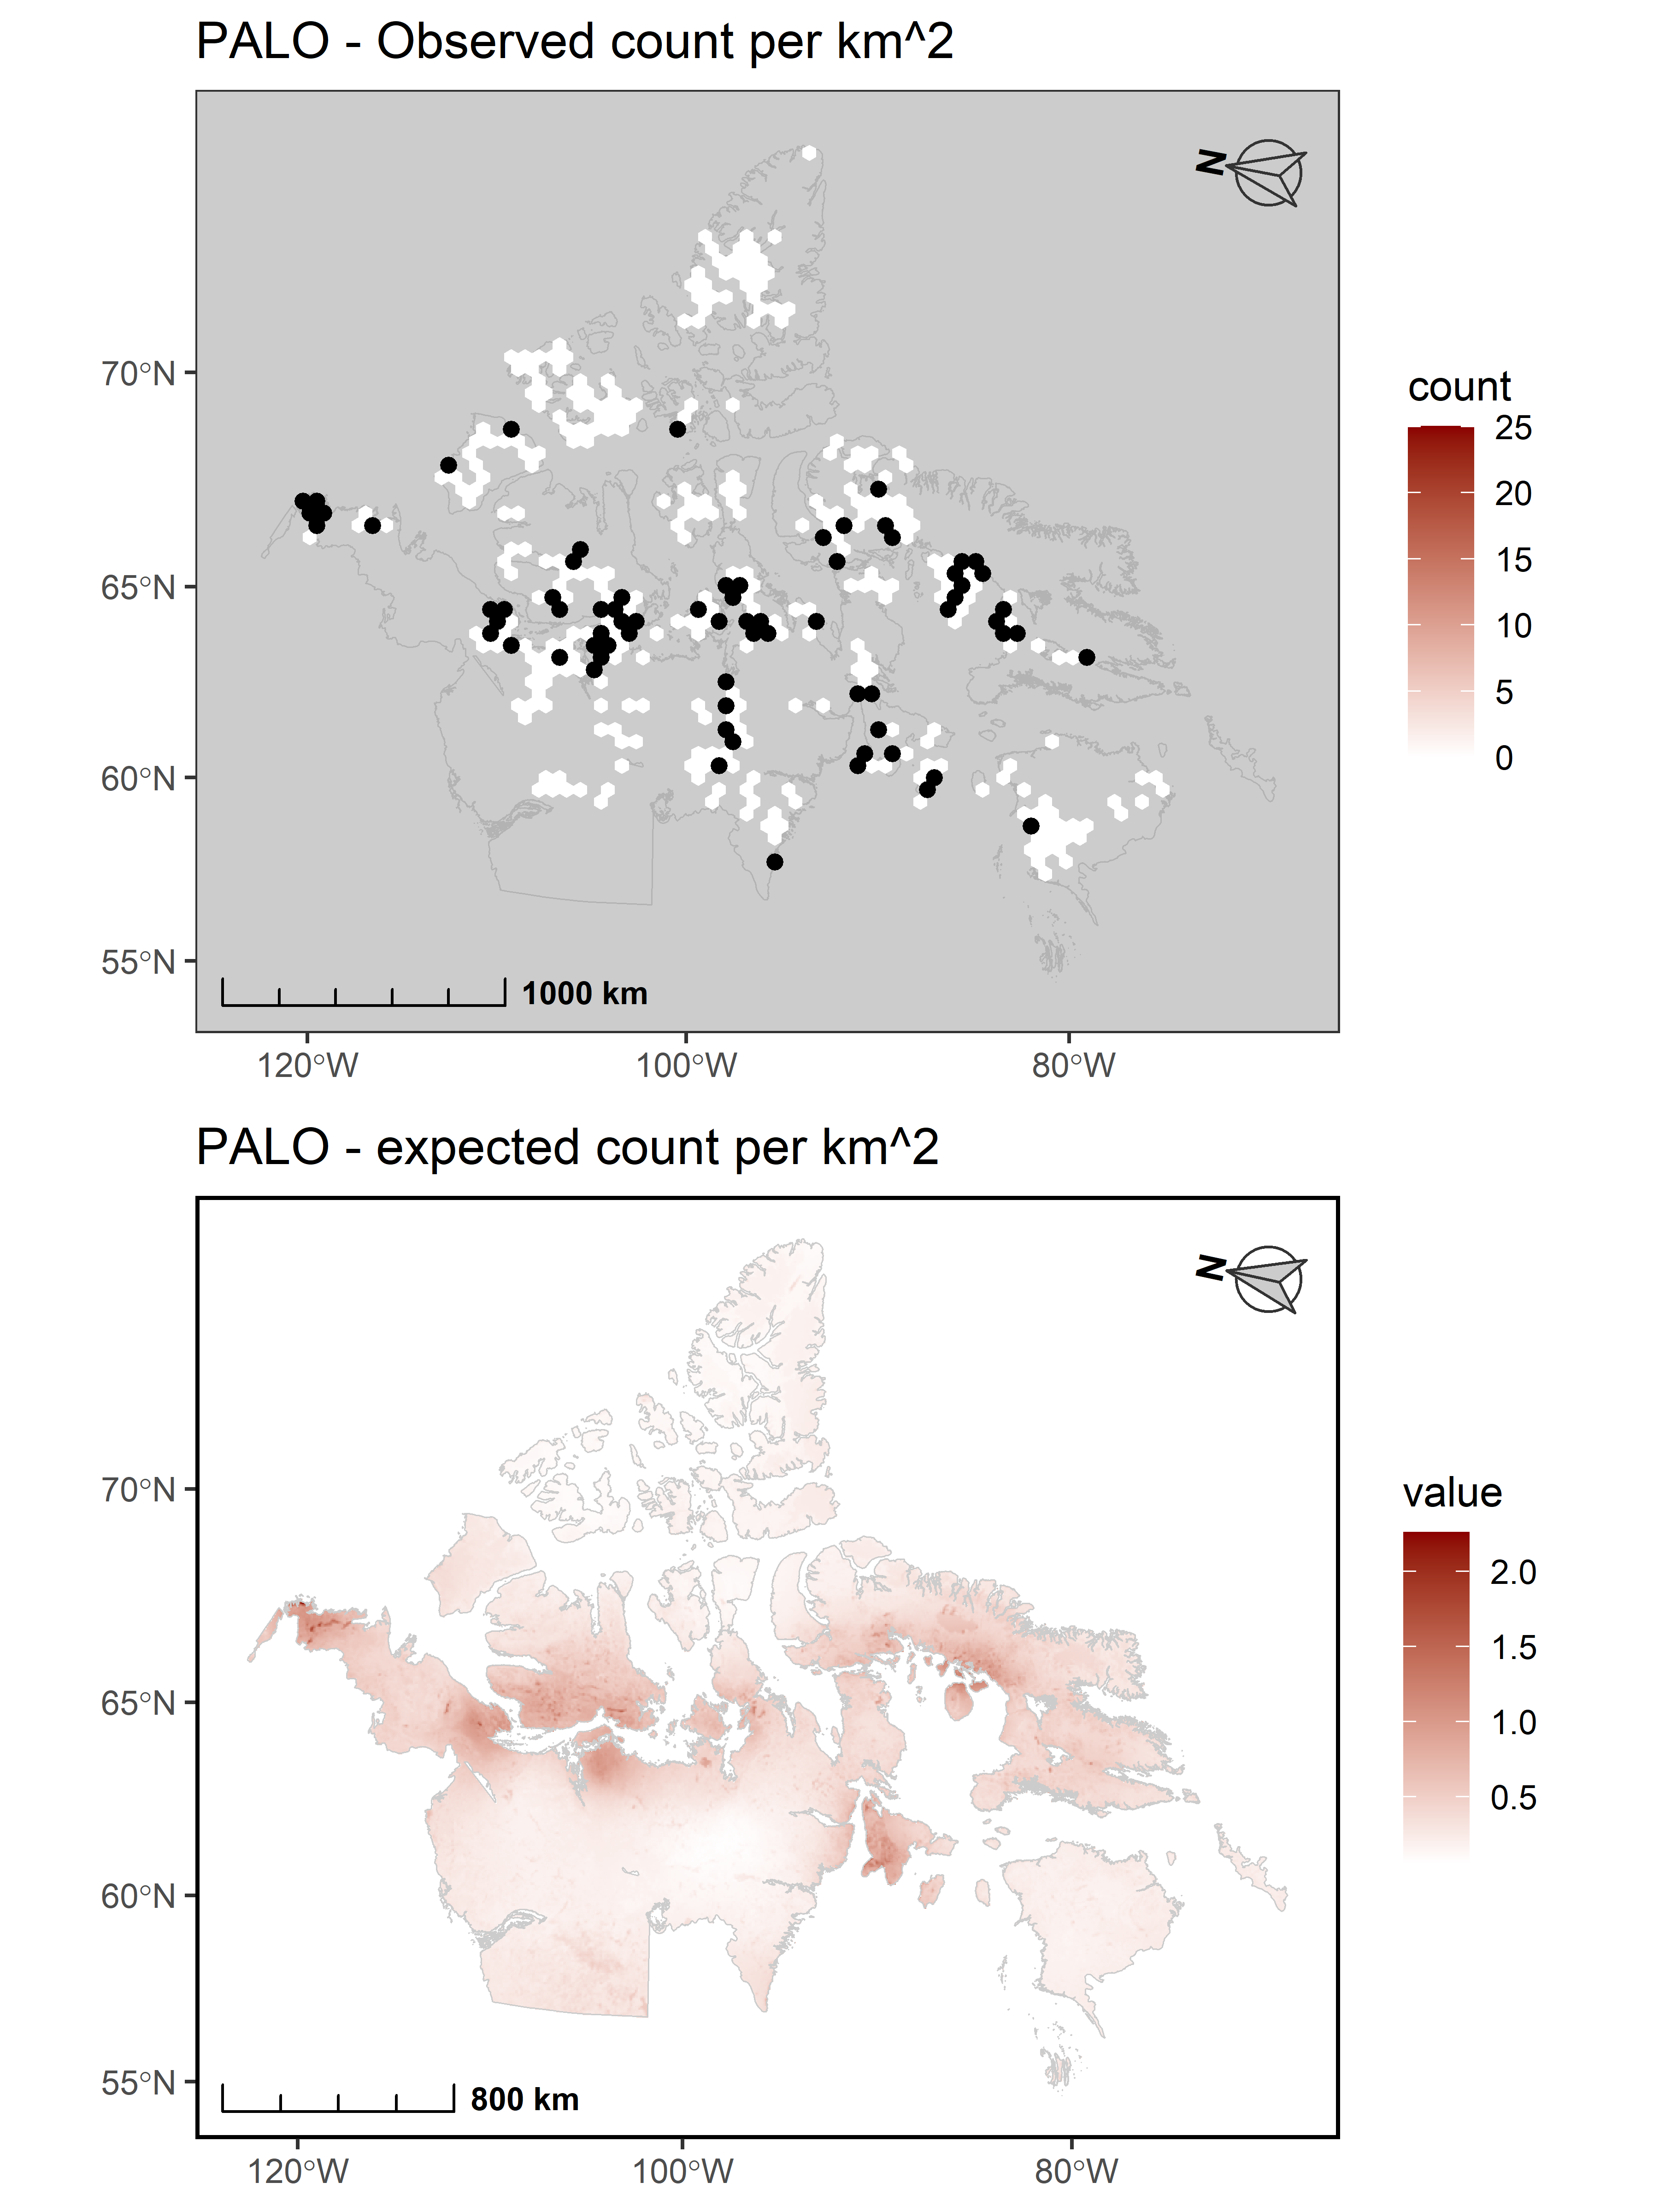 PALO - Observed count per km^2
N
70°N
65°N
60°N
55°N
1000 km
120°W
100°W
80°W
count
25
20
15
10
5
0
PALO - expected count per km^2
N
70°N
65°N
60°N
55°N
800 km
120°W
100°W
80°W
value
2.0
1.5
1.0
0.5